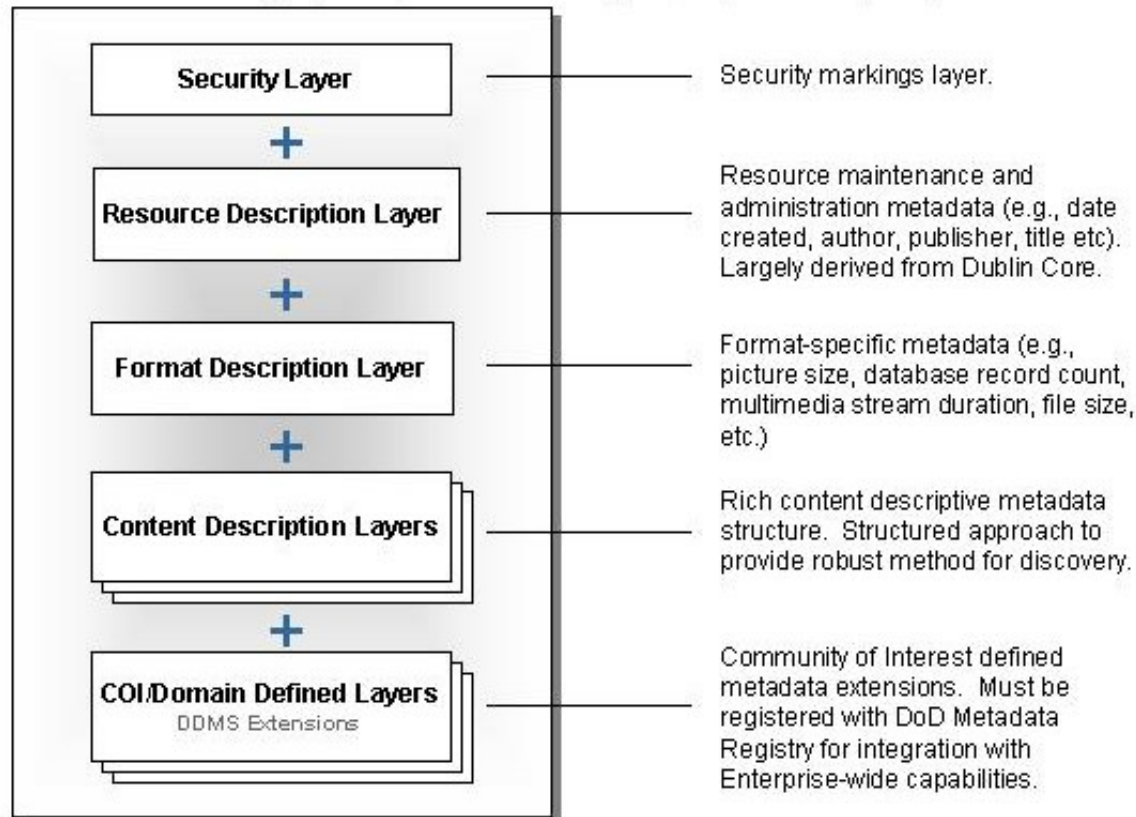 Security Layer
Security markings layer.
+
Resource Description Layer
Resource maintenance and
administration metadata (e.g., date
created, author, publisher, title etc).
Largely derived from Dublin Core.
+
Format Description Layer
Format-specific metadata (e.g.,
picture size, database record count,
multimedia stream duration, file size,
etc.)
+
Content Description Layers
Rich content descriptive metadata
structure.  Structured approach to
provide robust method for discovery.
+
COI/Domain Defined Layers
DDMS Extensions
Community of Interest defined
metadata extensions.  Must be
registered with DoD Metadata
Registry for integration with
Enterprise-wide capabilities.